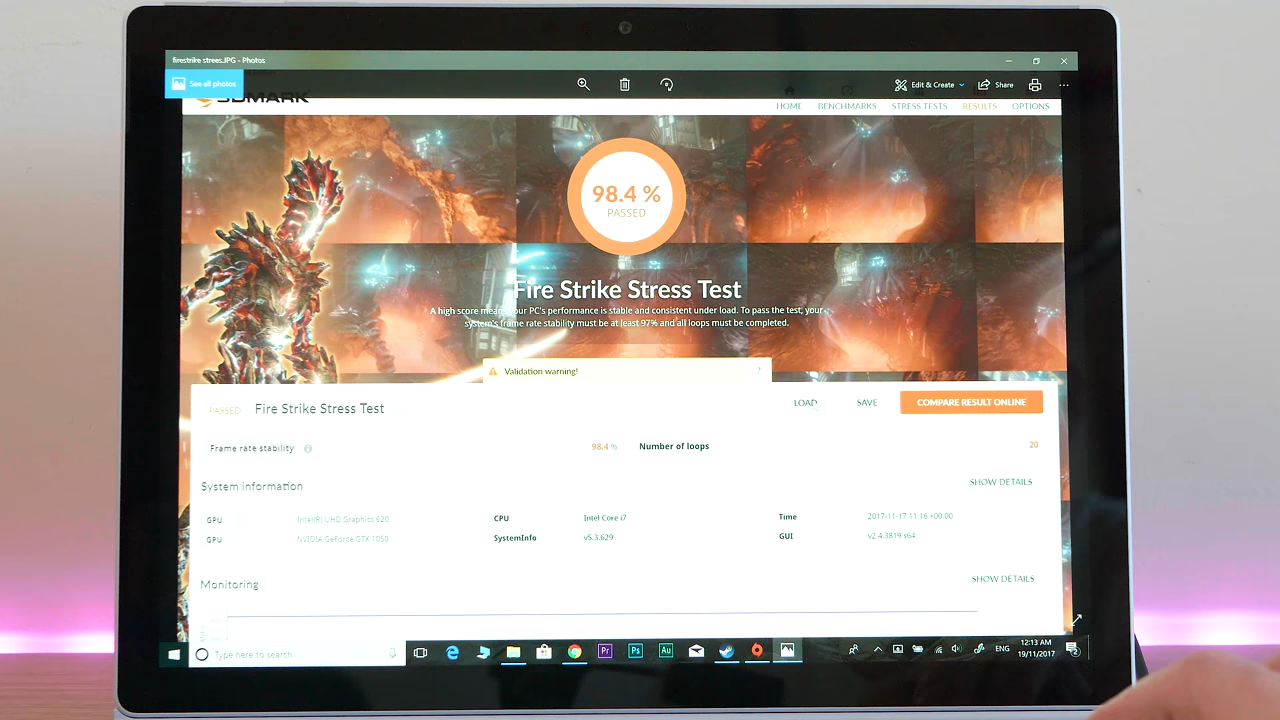 firestrike strees.JPG - Photos
See all photos
Edit & Create
Share
3DMARK
HOME BENCHMARKS STRESS TESTS RESULTS OPTIONS
98.4 %
PASSED
Fire Strike Stress Test
A high score means your PC's performance is stable and consistent under load. To pass the test, your
system's frame rate stability must be at least 97% and all loops must be completed.
Validation warning!
PASSED Fire Strike Stress Test LOAD SAVE COMPARE RESULT ONLINE
Frame rate stability 98.4 % Number of loops 20
System information SHOW DETAILS
GPU Intel(R) UHD Graphics 620 CPU Intel Core i7 Time 2017-11-17 11:16 +00:00
GPU NVIDIA GeForce GTX 1050 SystemInfo v5.3.629 GUI v2.4.3819 s64
Monitoring SHOW DETAILS
Type here to search
Pr Ps Au
ENG
12:13 AM
19/11/2017
2